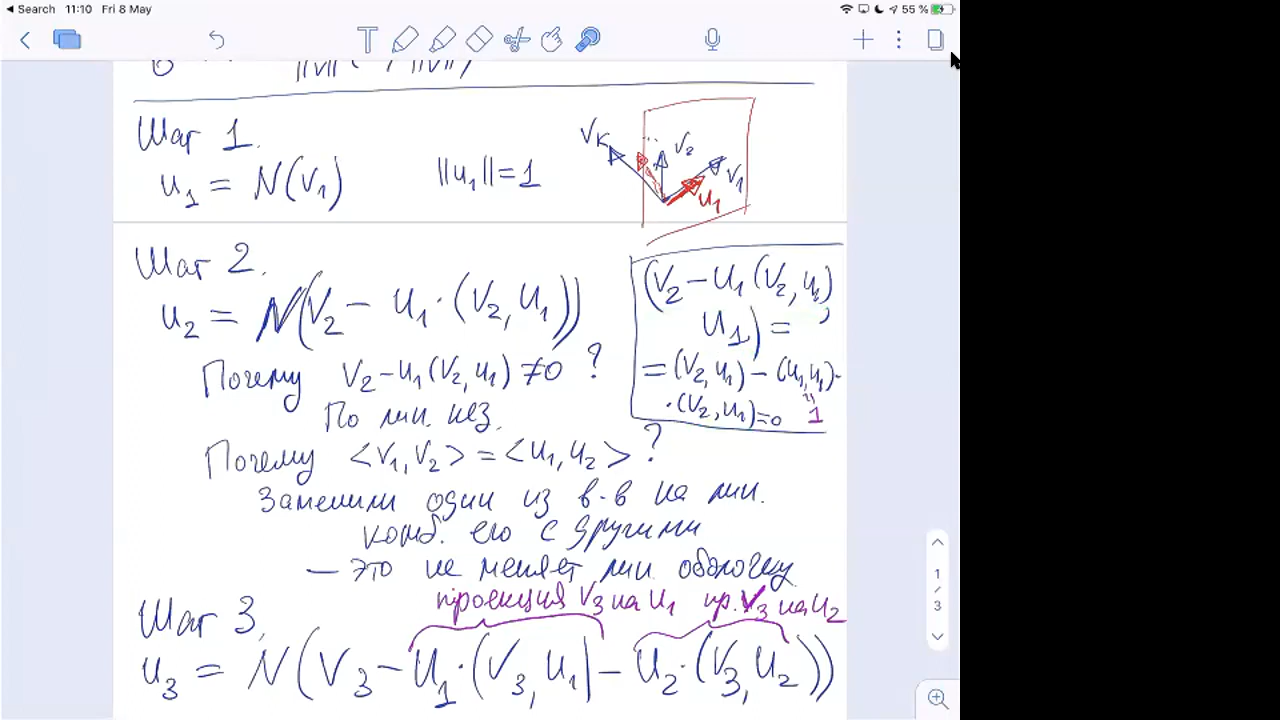 Search 11:10 Fri 8 May 55 %
Шаг 1.
u₁ = N(v₁) ||u₁|| = 1
vₖ ... v₂ v₁ u₁
Шаг 2.
u₂ = N(v₂ − u₁·(v₂, u₁))
Почему v₂ − u₁(v₂, u₁) ≠ 0 ?
По лин. нез.
(v₂ − u₁(v₂, u₁),
u₁) =
= (v₂, u₁) − (u₁, u₁)·
·(v₂, u₁) = 0 1
Почему <v₁, v₂> = <u₁, u₂> ?
Заменили один из в-в на лин.
комб. его с другими
— это не меняет лин. оболочку
проекция v₃ на u₁ пр. v₃ на u₂
Шаг 3.
u₃ = N(v₃ − u₁·(v₃, u₁) − u₂·(v₃, u₂))
1
3